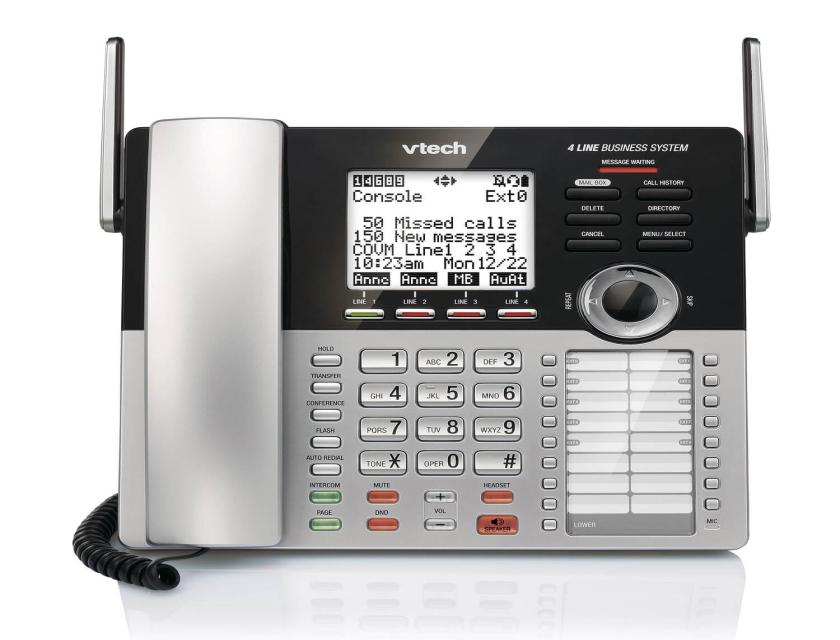 vtech
4 LINE BUSINESS SYSTEM
MESSAGE WAITING
MAIL BOX
CALL HISTORY
DELETE
DIRECTORY
CANCEL
MENU/ SELECT
Console Ext0
50 Missed calls
150 New messages
COVM Line1 2 3 4
10:23am Mon12/22
Annc Annc MB AuAt
LINE 1 LINE 2 LINE 3 LINE 4
REPEAT
SKIP
HOLD
TRANSFER
CONFERENCE
FLASH
AUTO REDIAL
INTERCOM
PAGE
1 ABC 2 DEF 3
GHI 4 JKL 5 MNO 6
PQRS 7 TUV 8 WXYZ 9
TONE * OPER 0 #
MUTE
HEADSET
+
VOL
−
DND
SPEAKER
LOWER
MIC